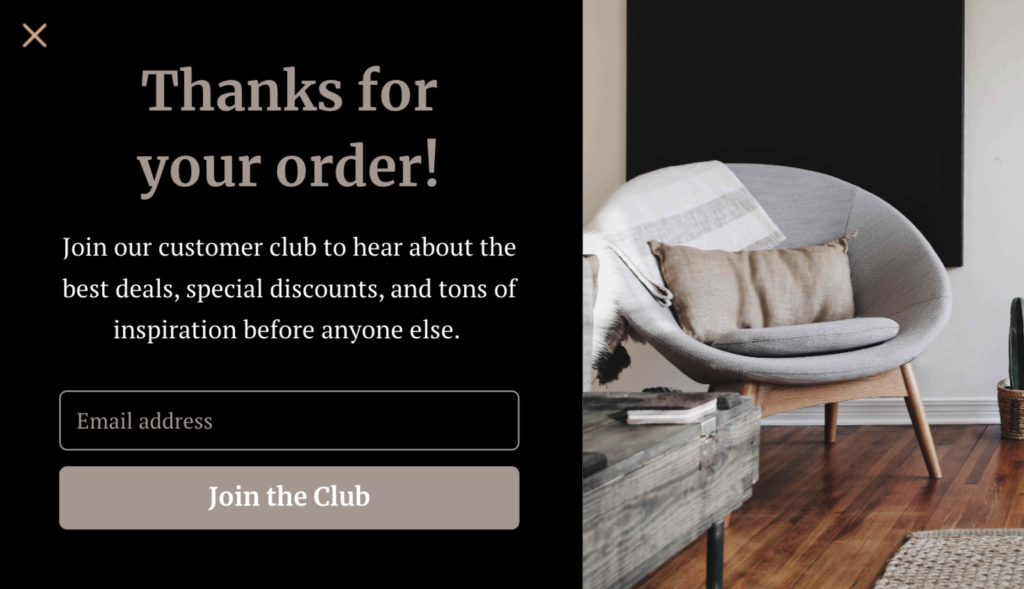 Thanks for
your order!
Join our customer club to hear about the
best deals, special discounts, and tons of
inspiration before anyone else.
Email address
Join the Club